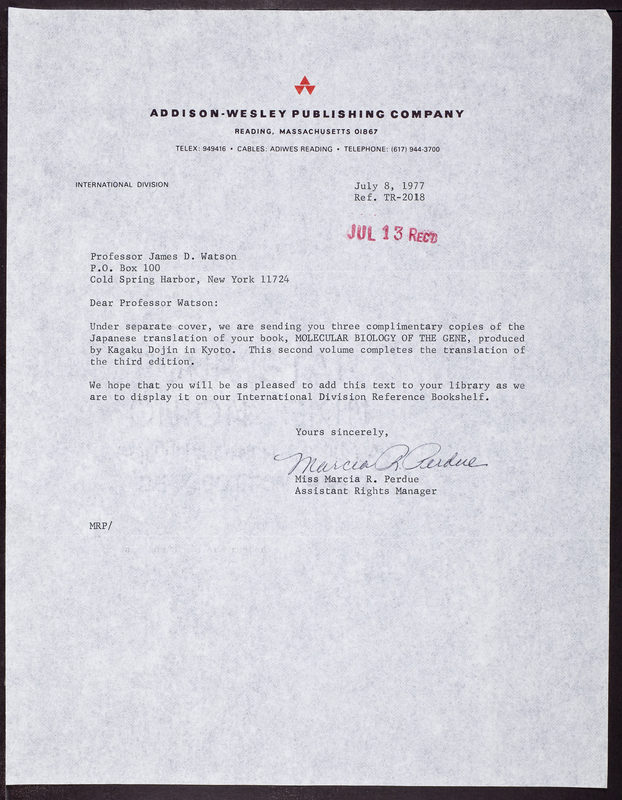 ADDISON-WESLEY PUBLISHING COMPANY
READING, MASSACHUSETTS 01867
TELEX: 949416 • CABLES: ADIWES READING • TELEPHONE: (617) 944-3700
INTERNATIONAL DIVISION
July 8, 1977
Ref. TR-2018
JUL 13 REC'D
Professor James D. Watson
P.O. Box 100
Cold Spring Harbor, New York 11724
Dear Professor Watson:
Under separate cover, we are sending you three complimentary copies of the
Japanese translation of your book, MOLECULAR BIOLOGY OF THE GENE, produced
by Kagaku Dojin in Kyoto. This second volume completes the translation of
the third edition.
We hope that you will be as pleased to add this text to your library as we
are to display it on our International Division Reference Bookshelf.
Yours sincerely,
Marcia R. Perdue
Miss Marcia R. Perdue
Assistant Rights Manager
MRP/